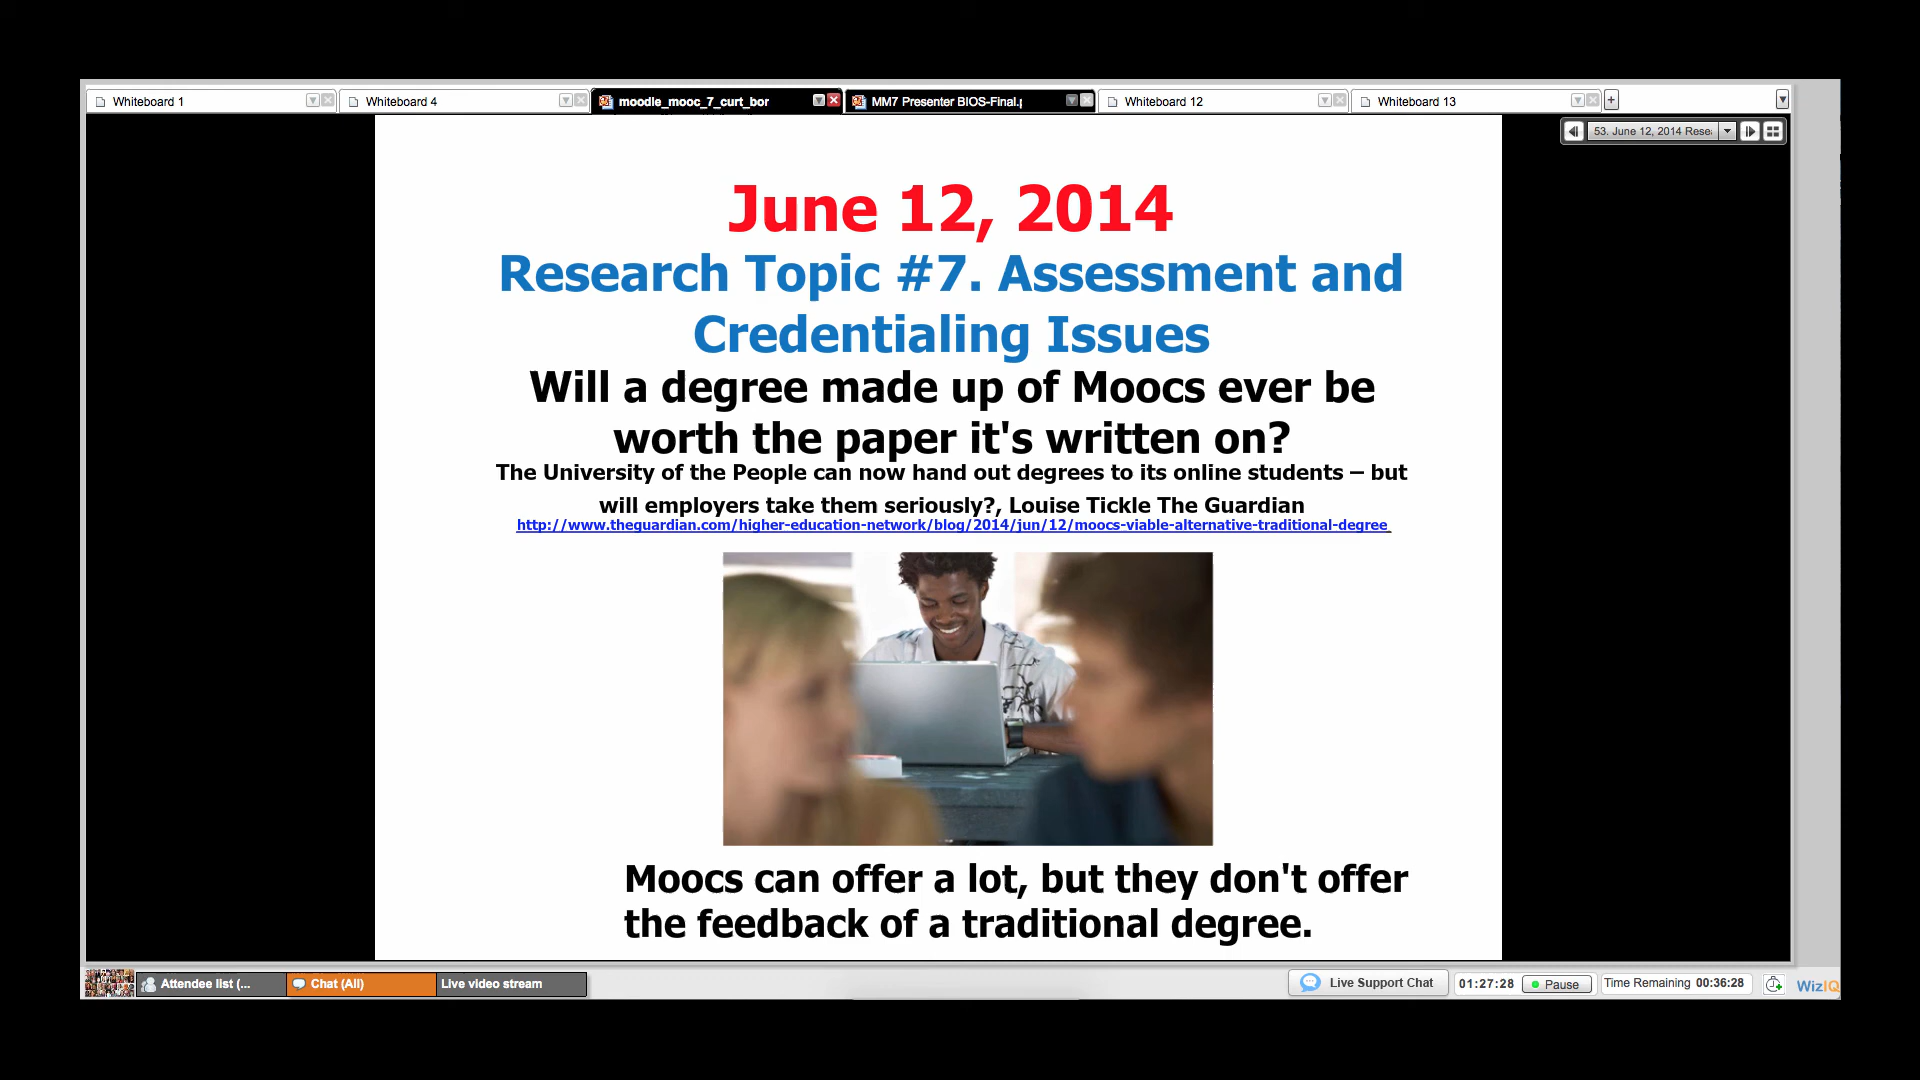 Whiteboard 1
Whiteboard 4
moodle_mooc_7_curt_bor
MM7 Presenter BIOS-Final.p
Whiteboard 12
Whiteboard 13
+
53. June 12, 2014 Resea
June 12, 2014
Research Topic #7. Assessment and
Credentialing Issues
Will a degree made up of Moocs ever be
worth the paper it's written on?
The University of the People can now hand out degrees to its online students – but
will employers take them seriously?, Louise Tickle The Guardian
http://www.theguardian.com/higher-education-network/blog/2014/jun/12/moocs-viable-alternative-traditional-degree
Moocs can offer a lot, but they don't offer
the feedback of a traditional degree.
Attendee list (...
Chat (All)
Live video stream
Live Support Chat
01:27:28
Pause
Time Remaining 00:36:28
WizIQ